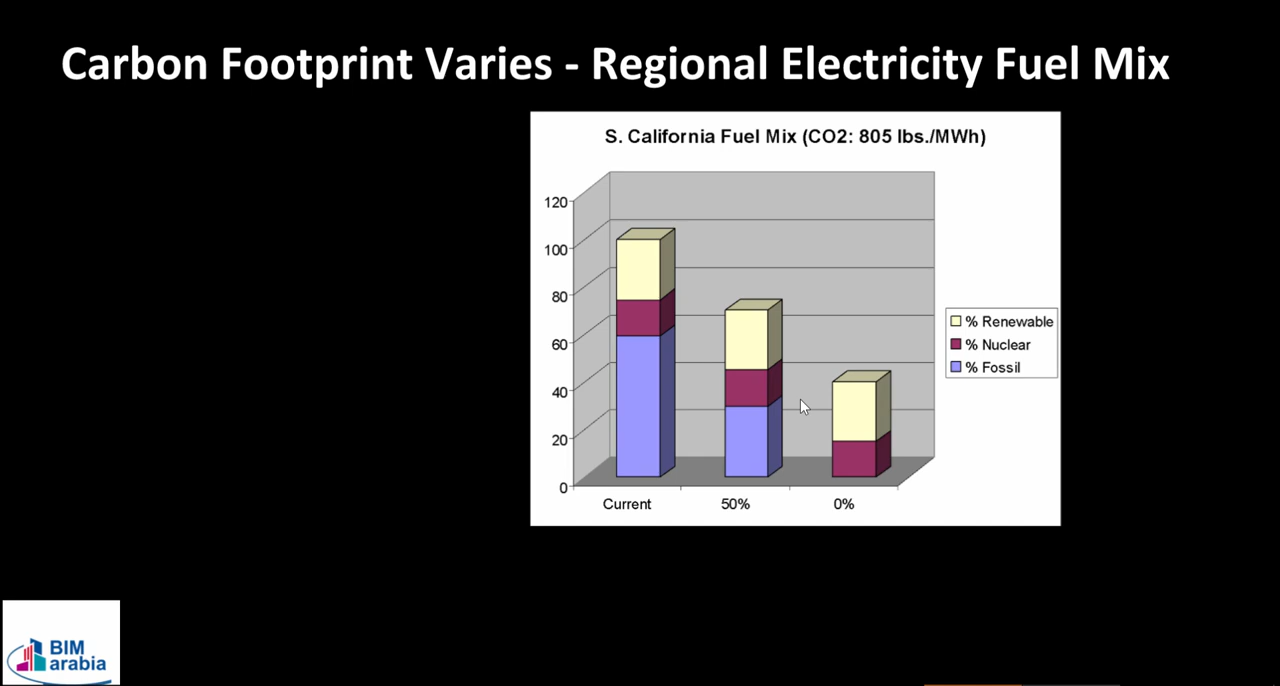 Carbon Footprint Varies - Regional Electricity Fuel Mix
S. California Fuel Mix (CO2: 805 lbs./MWh)
120
100
80
60
40
20
0
Current 50% 0%
% Renewable
% Nuclear
% Fossil
BIM
arabia